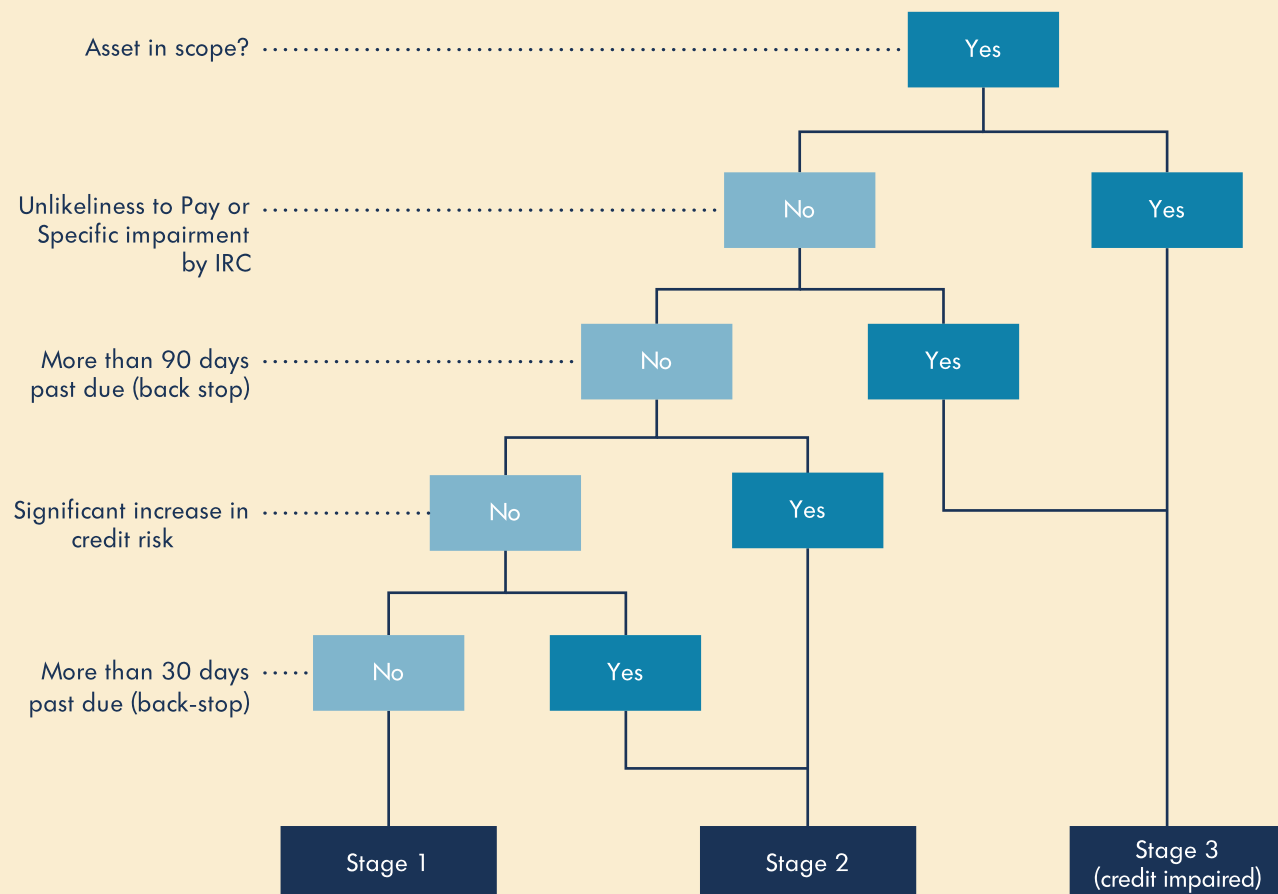 Asset in scope?
Yes
Unlikeliness to Pay or
Specific impairment
by IRC
No
Yes
More than 90 days
past due (back stop)
No
Yes
Significant increase in
credit risk
No
Yes
More than 30 days
past due (back-stop)
No
Yes
Stage 1
Stage 2
Stage 3
(credit impaired)